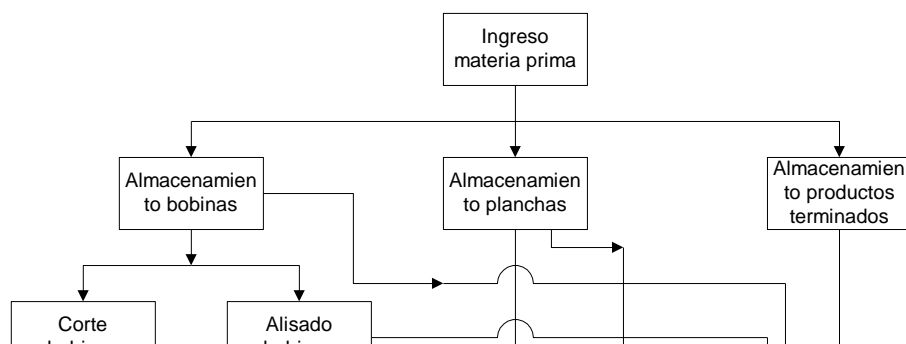 Ingreso
materia prima
Almacenamien
to bobinas
Almacenamien
to planchas
Almacenamien
to productos
terminados
Corte
Alisado